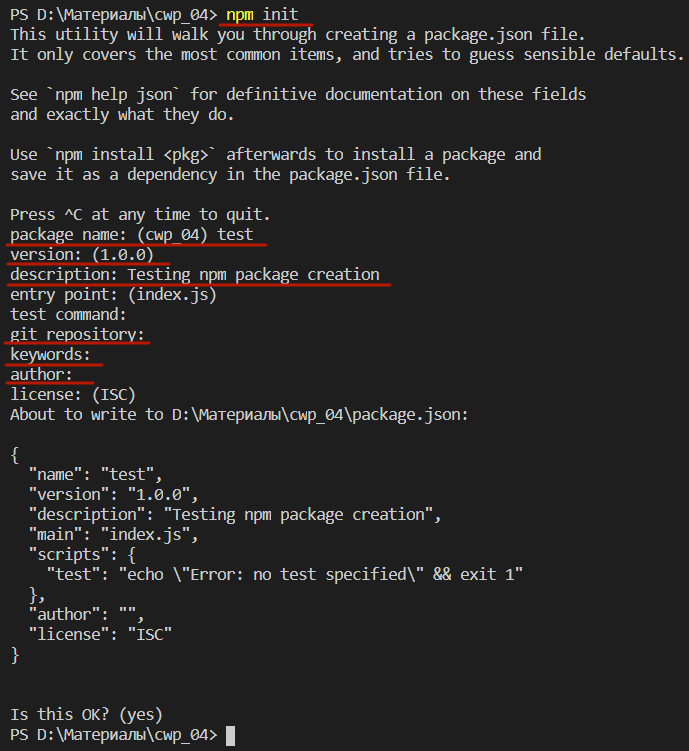 PS D:\Материалы\cwp_04> npm init
This utility will walk you through creating a package.json file.
It only covers the most common items, and tries to guess sensible defaults.
See `npm help json` for definitive documentation on these fields
and exactly what they do.
Use `npm install <pkg>` afterwards to install a package and
save it as a dependency in the package.json file.
Press ^C at any time to quit.
package name: (cwp_04) test
version: (1.0.0)
description: Testing npm package creation
entry point: (index.js)
test command:
git repository:
keywords:
author:
license: (ISC)
About to write to D:\Материалы\cwp_04\package.json:
{
  "name": "test",
  "version": "1.0.0",
  "description": "Testing npm package creation",
  "main": "index.js",
  "scripts": {
    "test": "echo \"Error: no test specified\" && exit 1"
  },
  "author": "",
  "license": "ISC"
}
Is this OK? (yes)
PS D:\Материалы\cwp_04>